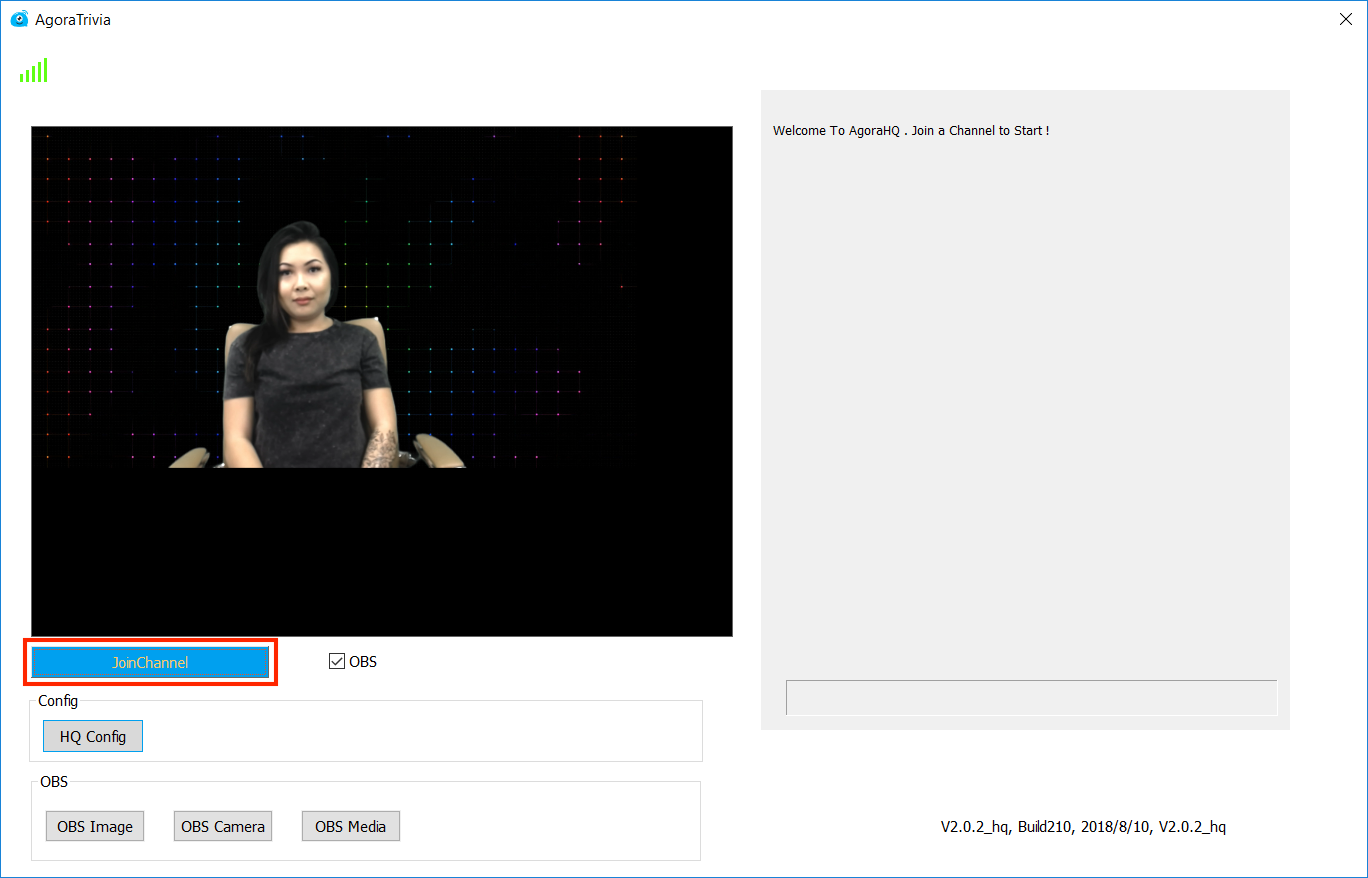 AgoraTrivia
Welcome To AgoraHQ . Join a Channel to Start !
JoinChannel
OBS
Config
HQ Config
OBS
OBS Image
OBS Camera
OBS Media
V2.0.2_hq, Build210, 2018/8/10, V2.0.2_hq